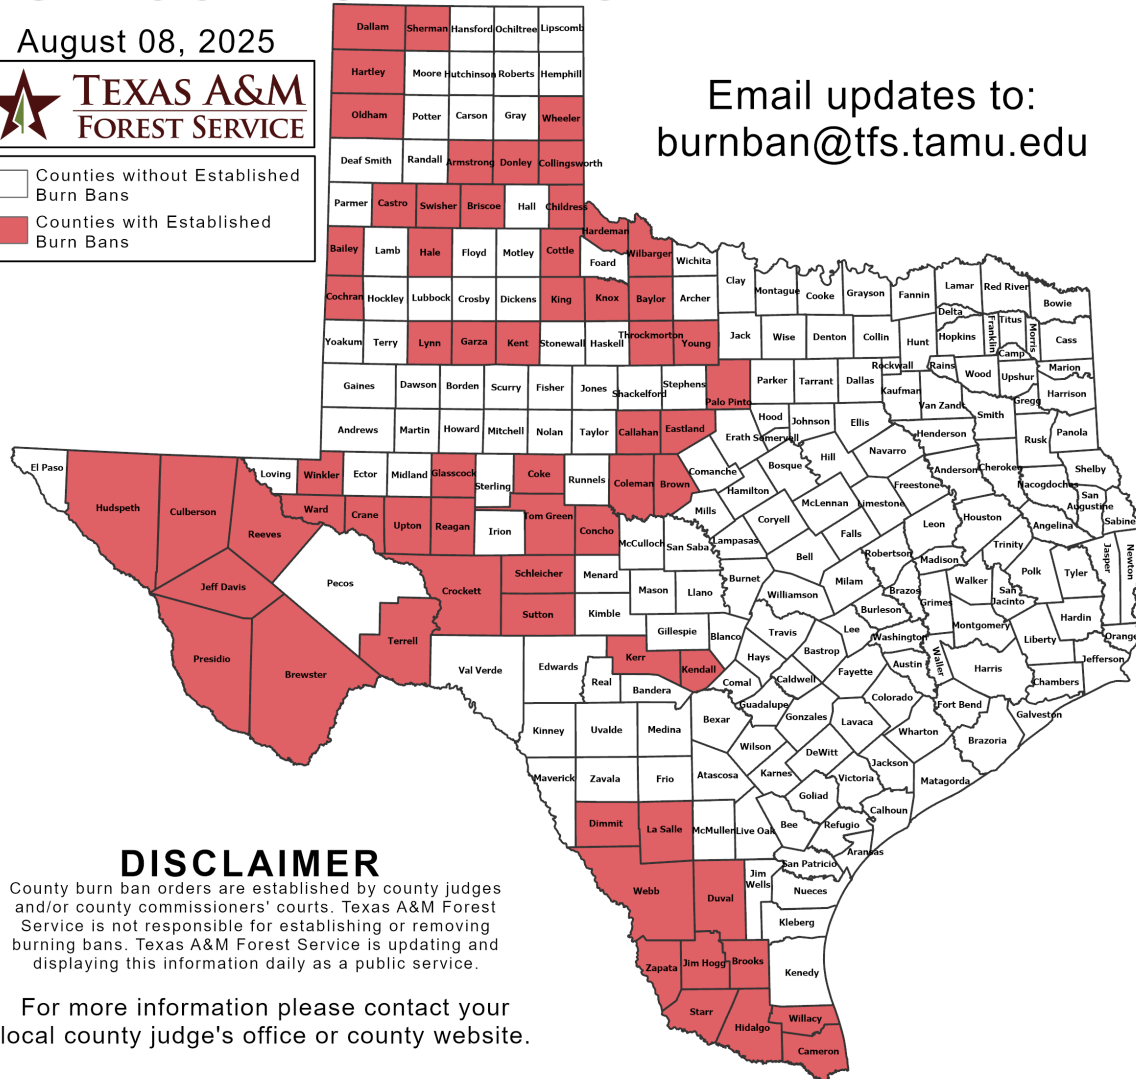 August 08, 2025
TEXAS A&M
FOREST SERVICE
Counties without Established
Burn Bans
Counties with Established
Burn Bans
Email updates to:
burnban@tfs.tamu.edu
Dallam Sherman Hansford Ochiltree Lipscomb
Hartley Moore Hutchinson Roberts Hemphill
Oldham Potter Carson Gray Wheeler
Deaf Smith Randall Armstrong Donley Collingsworth
Parmer Castro Swisher Briscoe Hall Childress
Hardeman
Bailey Lamb Hale Floyd Motley Cottle Foard Wilbarger Wichita
Cochran Hockley Lubbock Crosby Dickens King Knox Baylor Archer Clay Montague Cooke Grayson Fannin Lamar Red River Bowie
Delta Titus
Yoakum Terry Lynn Garza Kent Stonewall Haskell Throckmorton Young Jack Wise Denton Collin Hunt Hopkins Franklin Morris Cass
Camp
Rockwall Rains Wood Upshur Marion
Gaines Dawson Borden Scurry Fisher Jones Shackelford Stephens Palo Pinto Parker Tarrant Dallas Kaufman Van Zandt Smith Gregg Harrison
Andrews Martin Howard Mitchell Nolan Taylor Callahan Eastland Erath Hood Somervell Johnson Ellis Henderson Rusk Panola
El Paso Hudspeth Culberson Reeves Loving Winkler Ector Midland Glasscock Sterling Coke Runnels Coleman Brown Comanche Hamilton Bosque Hill Navarro Freestone Anderson Cherokee Nacogdoches Shelby
San
Augustine
Sabine
Ward Crane Upton Reagan Irion Tom Green Concho McCulloch San Saba Mills Lampasas Coryell McLennan Limestone Falls Leon Houston Angelina
Trinity Polk Tyler Jasper Newton
Jeff Davis Pecos Crockett Schleicher Menard Mason Llano Burnet Bell Williamson Milam Robertson Madison Brazos Grimes Walker
San
Jacinto
Hardin
Presidio Brewster Terrell Sutton Kimble Gillespie Blanco Travis Lee Burleson Washington Montgomery Liberty Orange
Jefferson
Val Verde Edwards Kerr Kendall Real Bandera Comal Hays Bastrop Caldwell Fayette Austin Waller Harris Chambers
Kinney Uvalde Medina Bexar Guadalupe Gonzales Lavaca Colorado Wharton Fort Bend Galveston
Brazoria
Maverick Zavala Frio Atascosa Wilson Karnes DeWitt Victoria Jackson Matagorda
Goliad Calhoun
Dimmit La Salle McMullen Live Oak Bee Refugio Aransas
San Patricio
Webb Duval
Jim
Wells
Nueces
Kleberg
Zapata Jim Hogg Brooks Kenedy
Starr Hidalgo Willacy
Cameron
DISCLAIMER
County burn ban orders are established by county judges
and/or county commissioners' courts. Texas A&M Forest
Service is not responsible for establishing or removing
burning bans. Texas A&M Forest Service is updating and
displaying this information daily as a public service.
For more information please contact your
local county judge's office or county website.